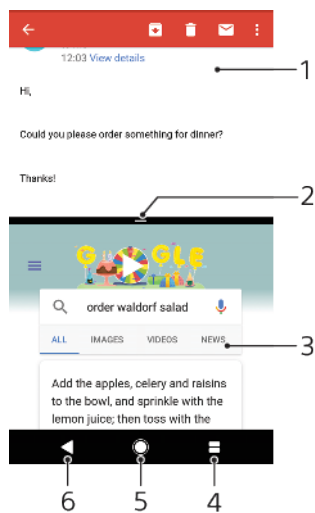 12:03 View details
1
Hi,
Could you please order something for dinner?
Thanks!
2
GOOGLE
order waldorf salad
ALL IMAGES VIDEOS NEWS
3
Add the apples, celery and raisins
to the bowl, and sprinkle with the
lemon juice; then toss with the
6 5 4